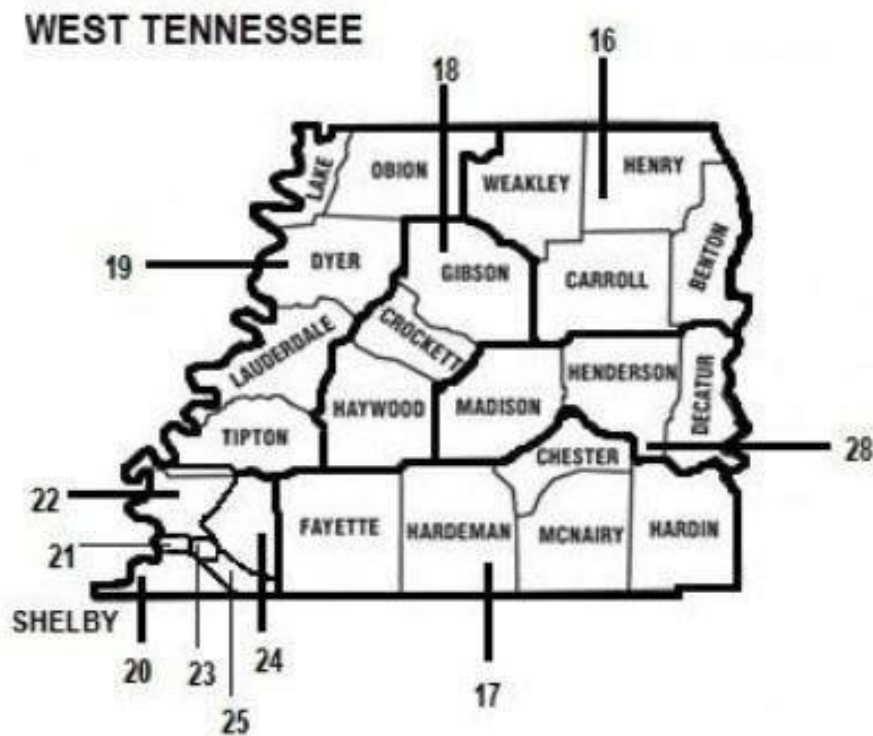 WEST TENNESSEE
18
16
LAKE
OBION
WEAKLEY
HENRY
19
DYER
GIBSON
CARROLL
BENTON
LAUDERDALE
CROCKETT
HENDERSON
DECATUR
HAYWOOD
MADISON
TIPTON
CHESTER
28
22
FAYETTE
HARDEMAN
MCNAIRY
HARDIN
21
SHELBY
20
23
24
25
17